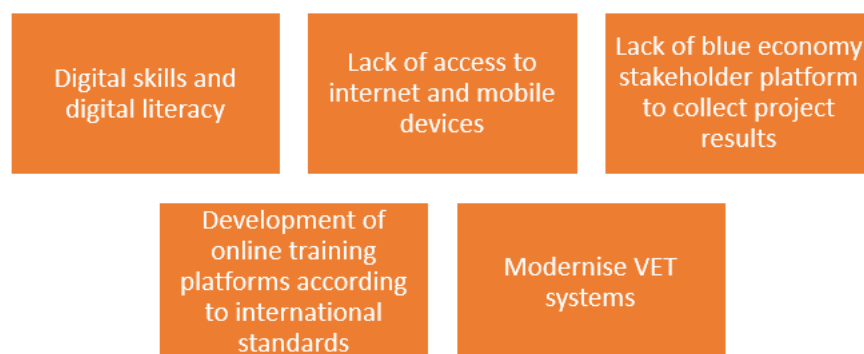 Digital skills and
digital literacy
Lack of access to
internet and mobile
devices
Lack of blue economy
stakeholder platform
to collect project
results
Development of
online training
platforms according
to international
standards
Modernise VET
systems